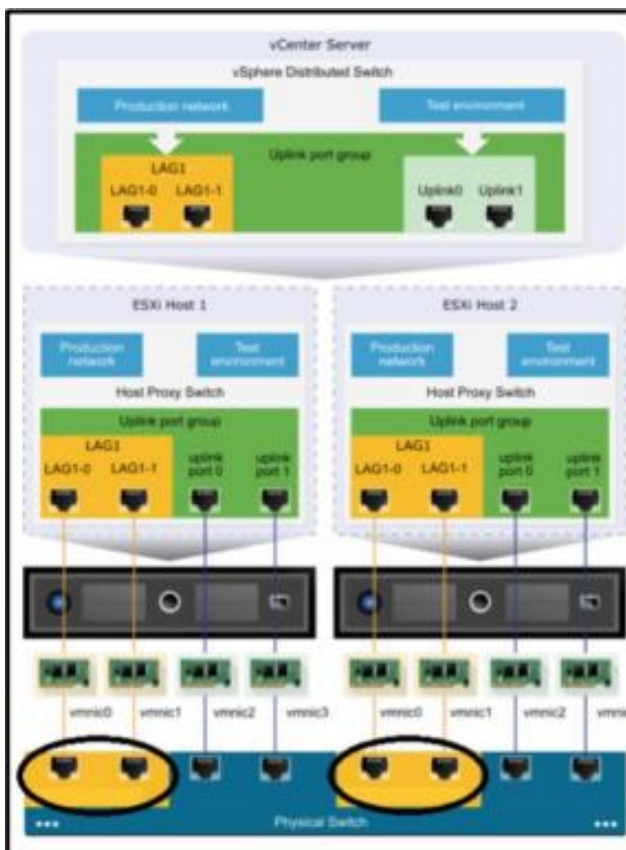 vCenter Server
vSphere Distributed Switch
Production network
Test environment
Uplink port group
LAG1
LAG1-0 LAG1-1
Uplink0 Uplink1
ESXi Host 1
Production
network
Test
environment
Host Proxy Switch
Uplink port group
LAG1
LAG1-0 LAG1-1
uplink
port 0
uplink
port 1
vmnic0 vmnic1 vmnic2 vmnic3
ESXi Host 2
Production
network
Test
environment
Host Proxy Switch
Uplink port group
LAG1
LAG1-0 LAG1-1
uplink
port 0
uplink
port 1
vmnic0 vmnic1 vmnic2 vmni
Physical Switch